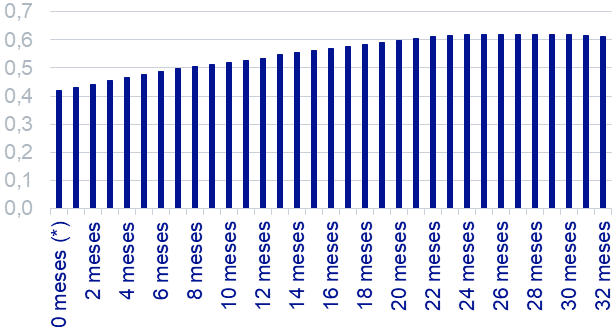 0,7
0,6
0,5
0,4
0,3
0,2
0,1
0,0
0 meses (*)
2 meses
4 meses
6 meses
8 meses
10 meses
12 meses
14 meses
16 meses
18 meses
20 meses
22 meses
24 meses
26 meses
28 meses
30 meses
32 meses